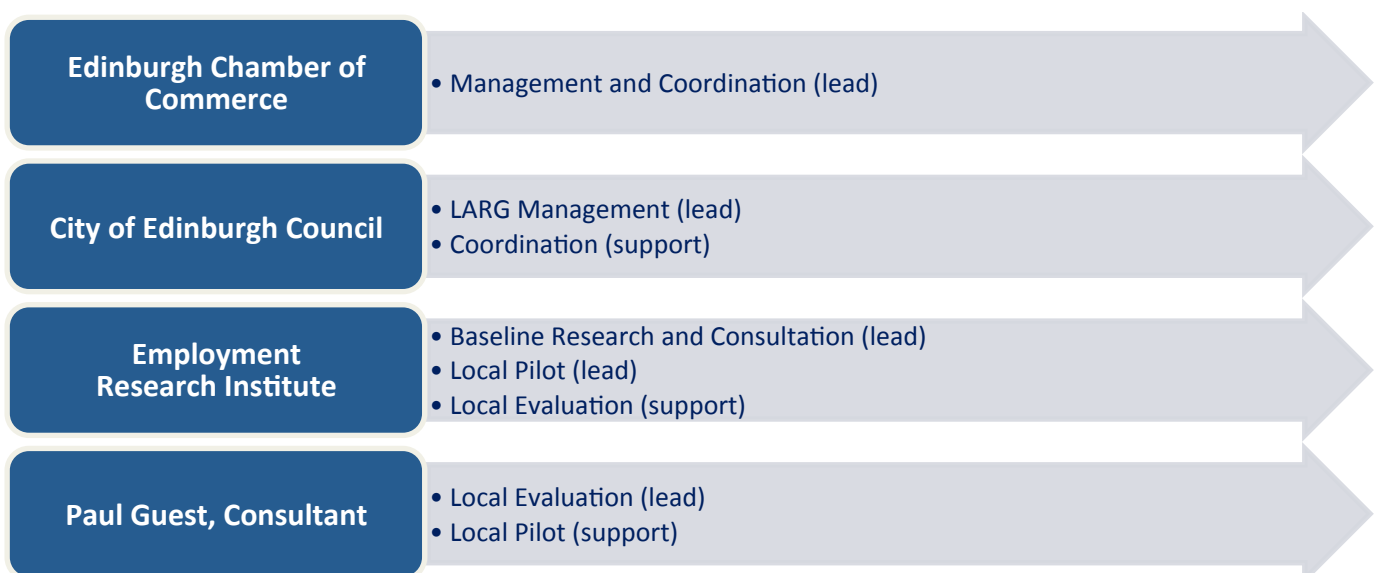 Edinburgh Chamber of
Commerce
• Management and Coordination (lead)
City of Edinburgh Council
• LARG Management (lead)
• Coordination (support)
Employment
Research Institute
• Baseline Research and Consultation (lead)
• Local Pilot (lead)
• Local Evaluation (support)
Paul Guest, Consultant
• Local Evaluation (lead)
• Local Pilot (support)